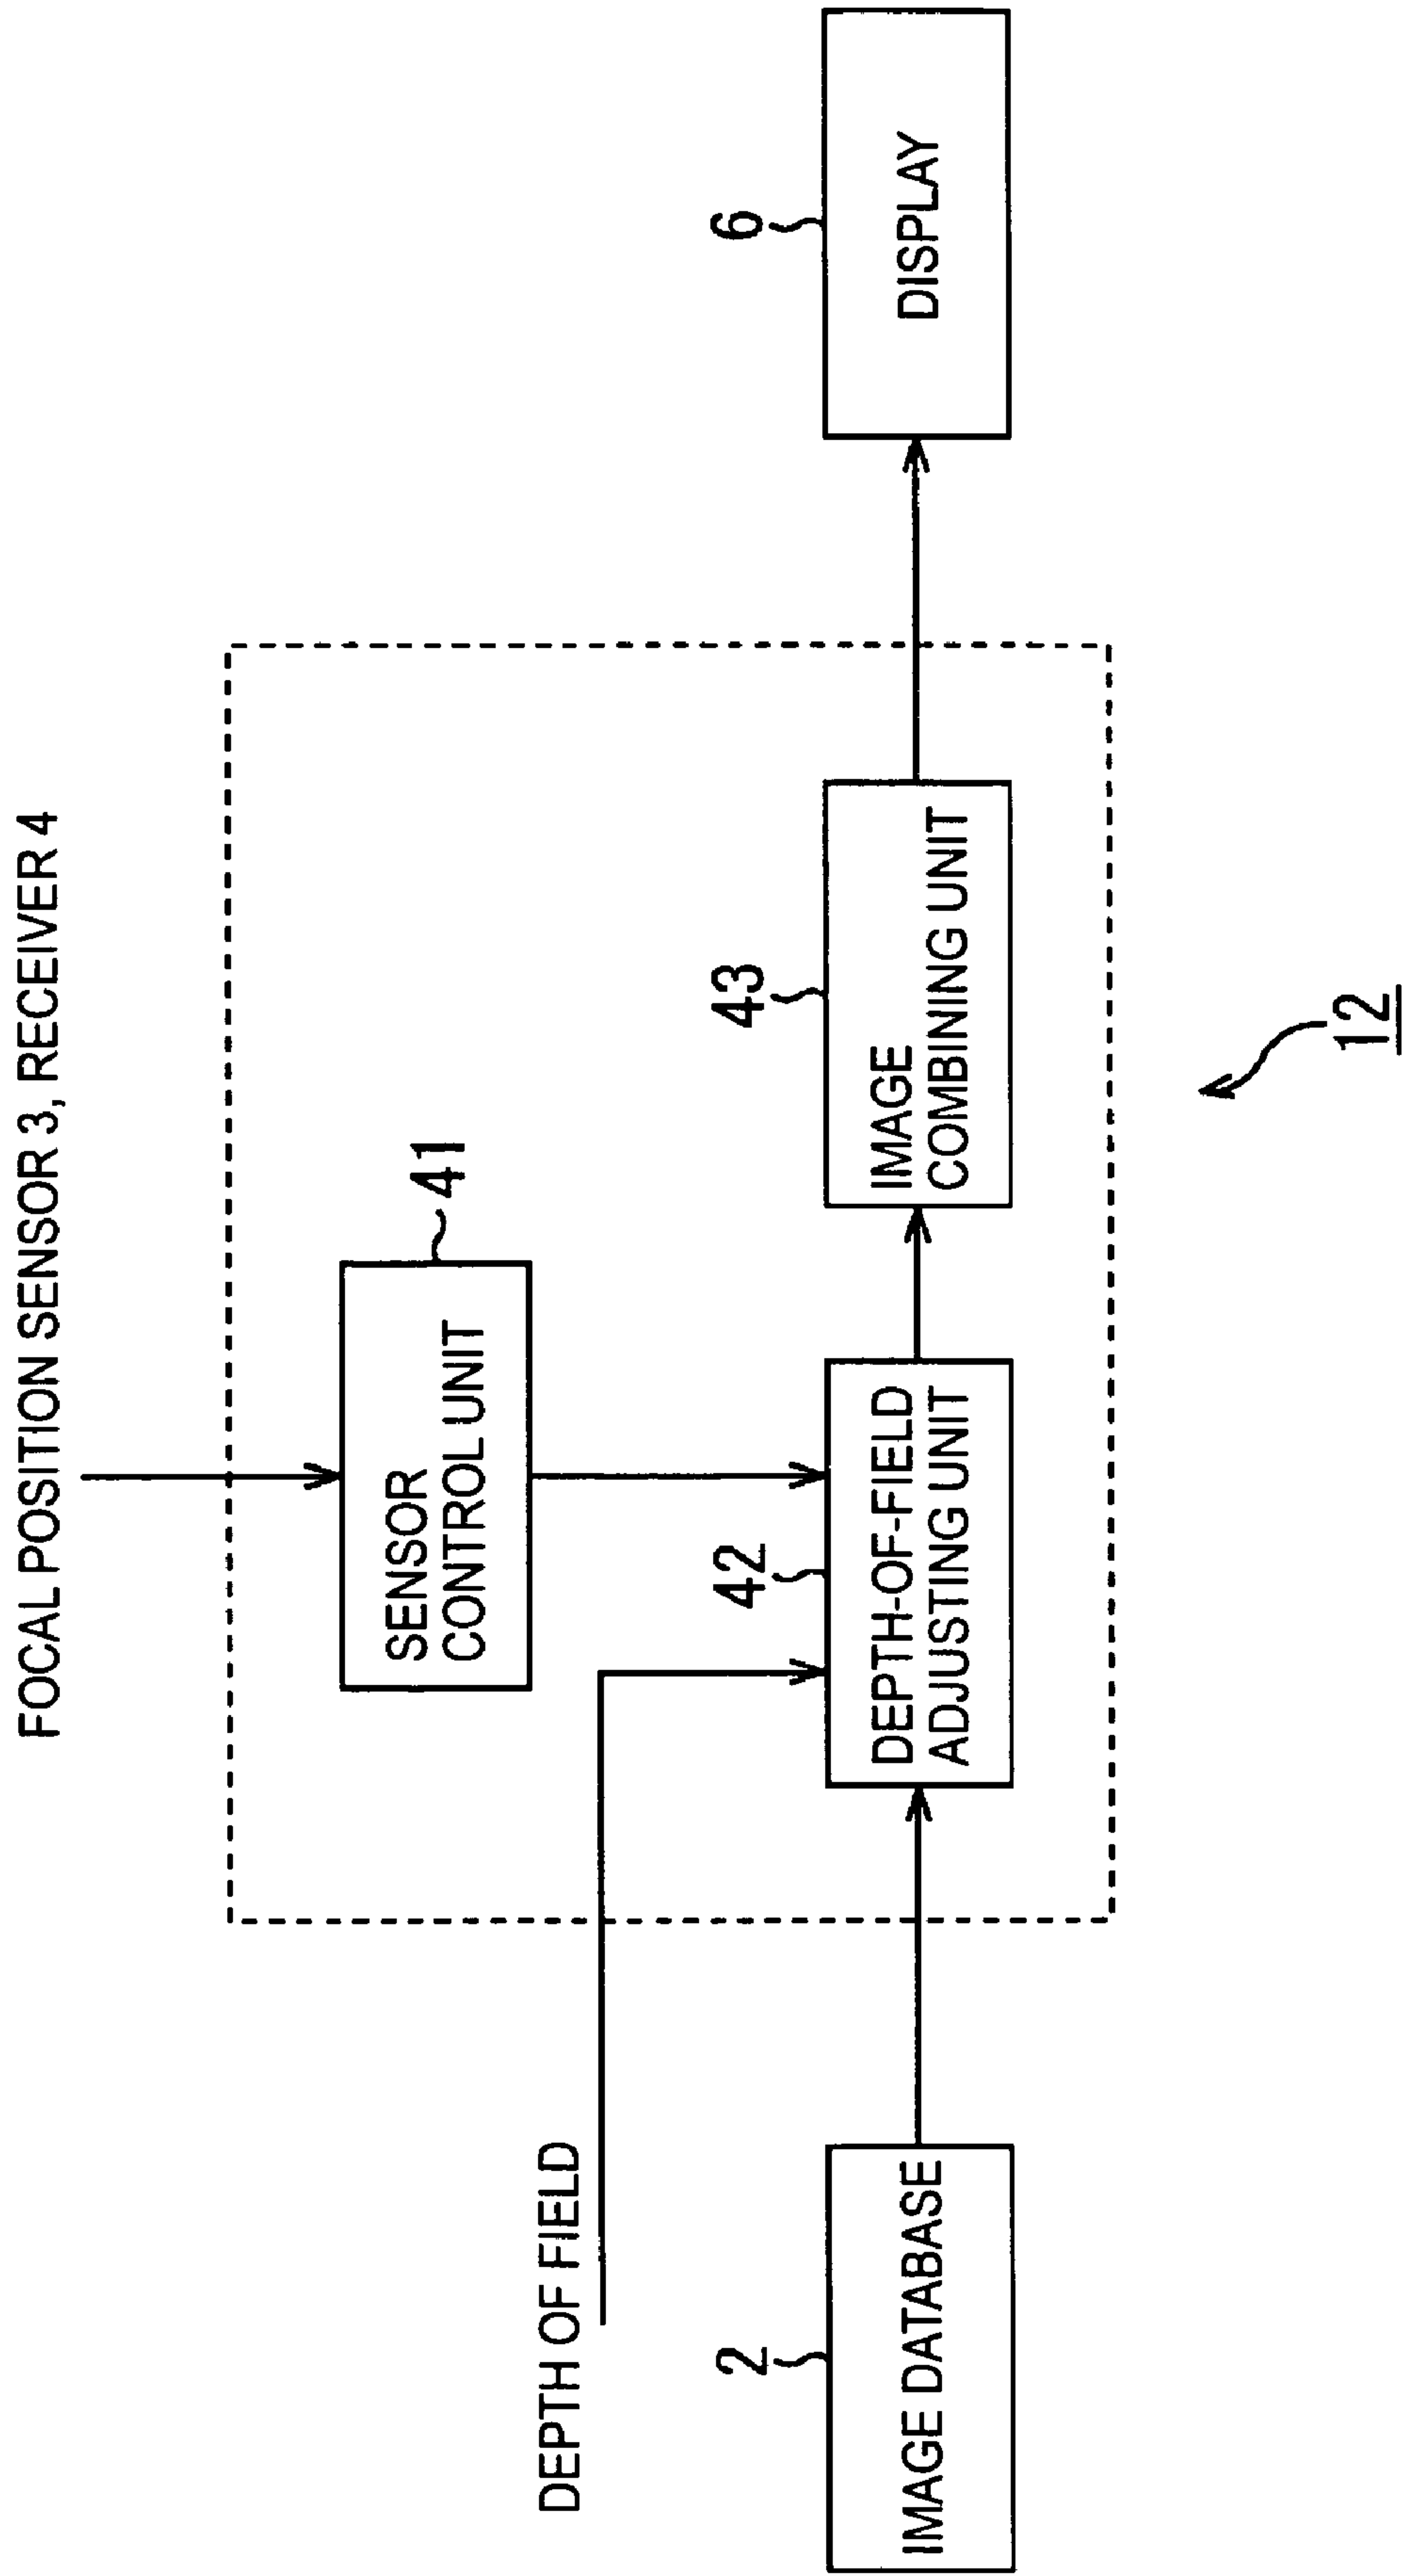 FOCAL POSITION SENSOR 3, RECEIVER 4
41
SENSOR
CONTROL UNIT
DEPTH OF FIELD
2
IMAGE DATABASE
42
DEPTH-OF-FIELD
ADJUSTING UNIT
43
IMAGE
COMBINING UNIT
6
DISPLAY
12